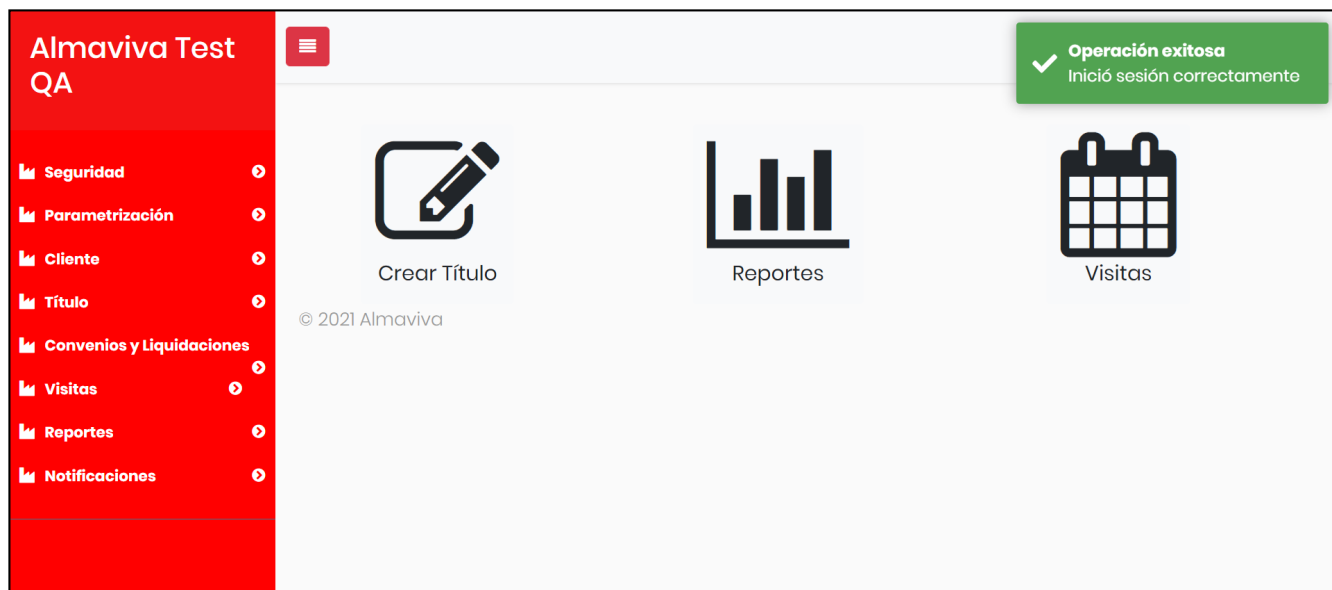 Almaviva Test
QA
Operación exitosa
Inició sesión correctamente
Seguridad
Parametrización
Cliente
Título
Convenios y Liquidaciones
Visitas
Reportes
Notificaciones
Crear Título
Reportes
Visitas
© 2021 Almaviva